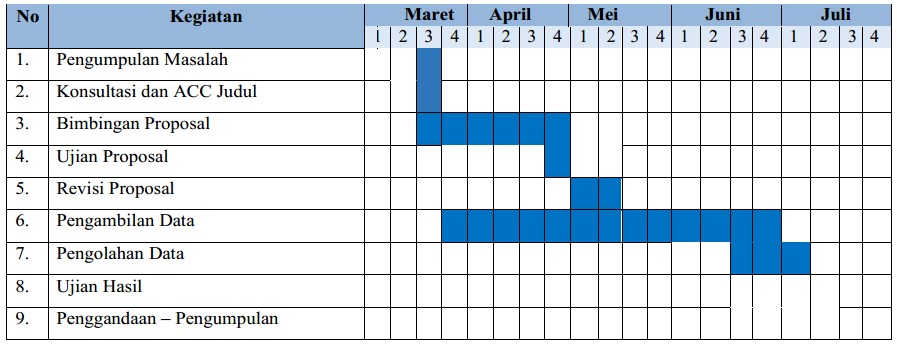 No Kegiatan Maret April Mei Juni Juli
1 2 3 4 1 2 3 4 1 2 3 4 1 2 3 4 1 2 3 4
1. Pengumpulan Masalah
2. Konsultasi dan ACC Judul
3. Bimbingan Proposal
4. Ujian Proposal
5. Revisi Proposal
6. Pengambilan Data
7. Pengolahan Data
8. Ujian Hasil
9. Penggandaan – Pengumpulan